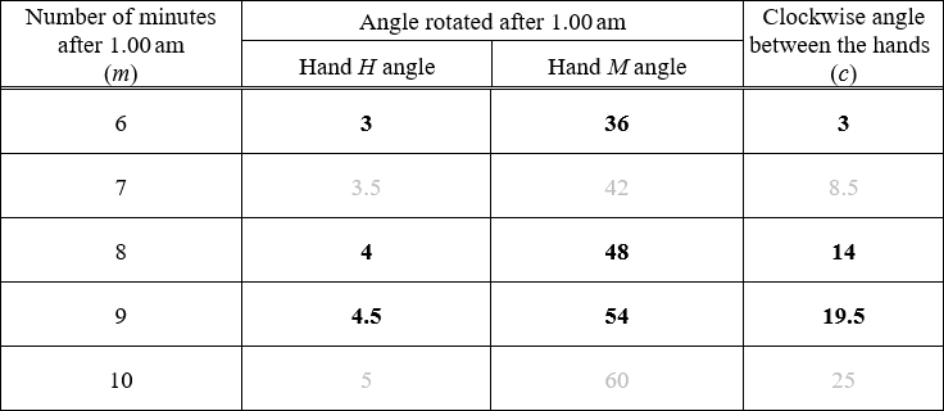 Number of minutes
after 1.00 am
(m)
Angle rotated after 1.00 am
Hand H angle
Hand M angle
Clockwise angle
between the hands
(c)
6 3 36 3
7 3.5 42 8.5
8 4 48 14
9 4.5 54 19.5
10 5 60 25